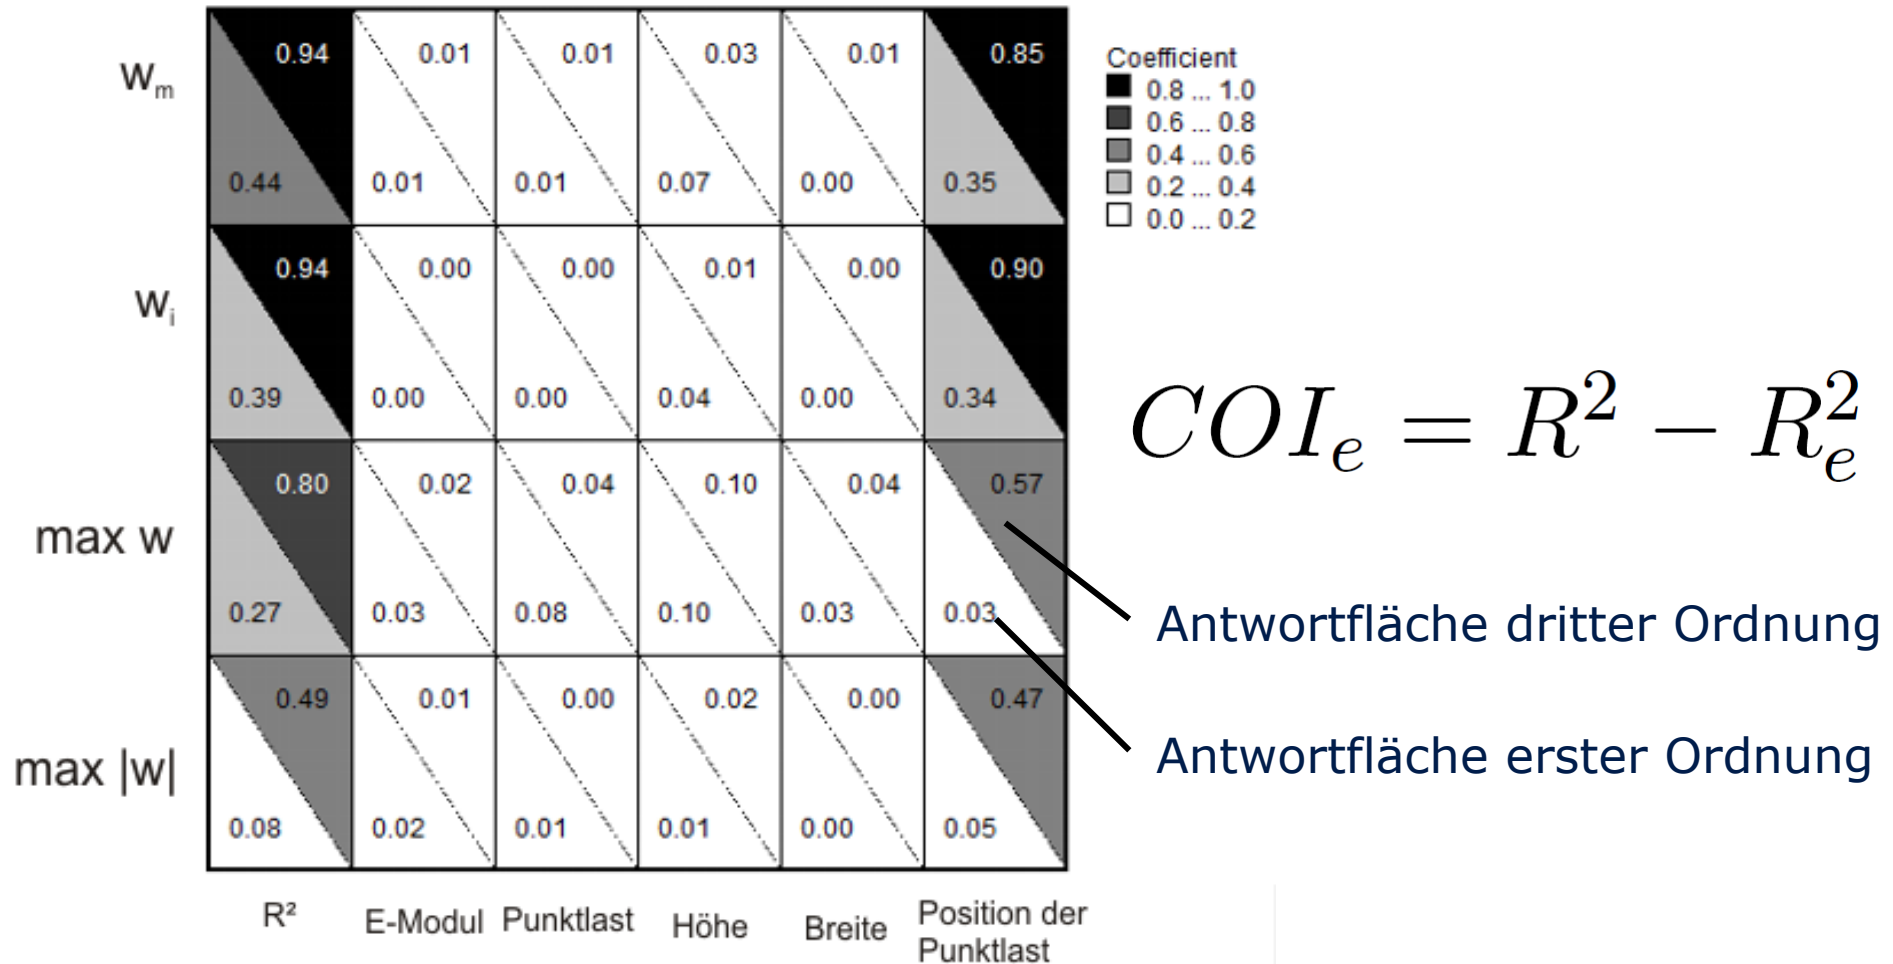 w_m 0.94 0.01 0.01 0.03 0.01 0.85
0.44 0.01 0.01 0.07 0.00 0.35
w_i 0.94 0.00 0.00 0.01 0.00 0.90
0.39 0.00 0.00 0.04 0.00 0.34
max w 0.80 0.02 0.04 0.10 0.04 0.57
0.27 0.03 0.08 0.10 0.03 0.03
max |w| 0.49 0.01 0.00 0.02 0.00 0.47
0.08 0.02 0.01 0.01 0.00 0.05
R² E-Modul Punktlast Höhe Breite Position der
Punktlast
Coefficient
0.8 ... 1.0
0.6 ... 0.8
0.4 ... 0.6
0.2 ... 0.4
0.0 ... 0.2
COI_e = R² − R_e²
Antwortfläche dritter Ordnung
Antwortfläche erster Ordnung